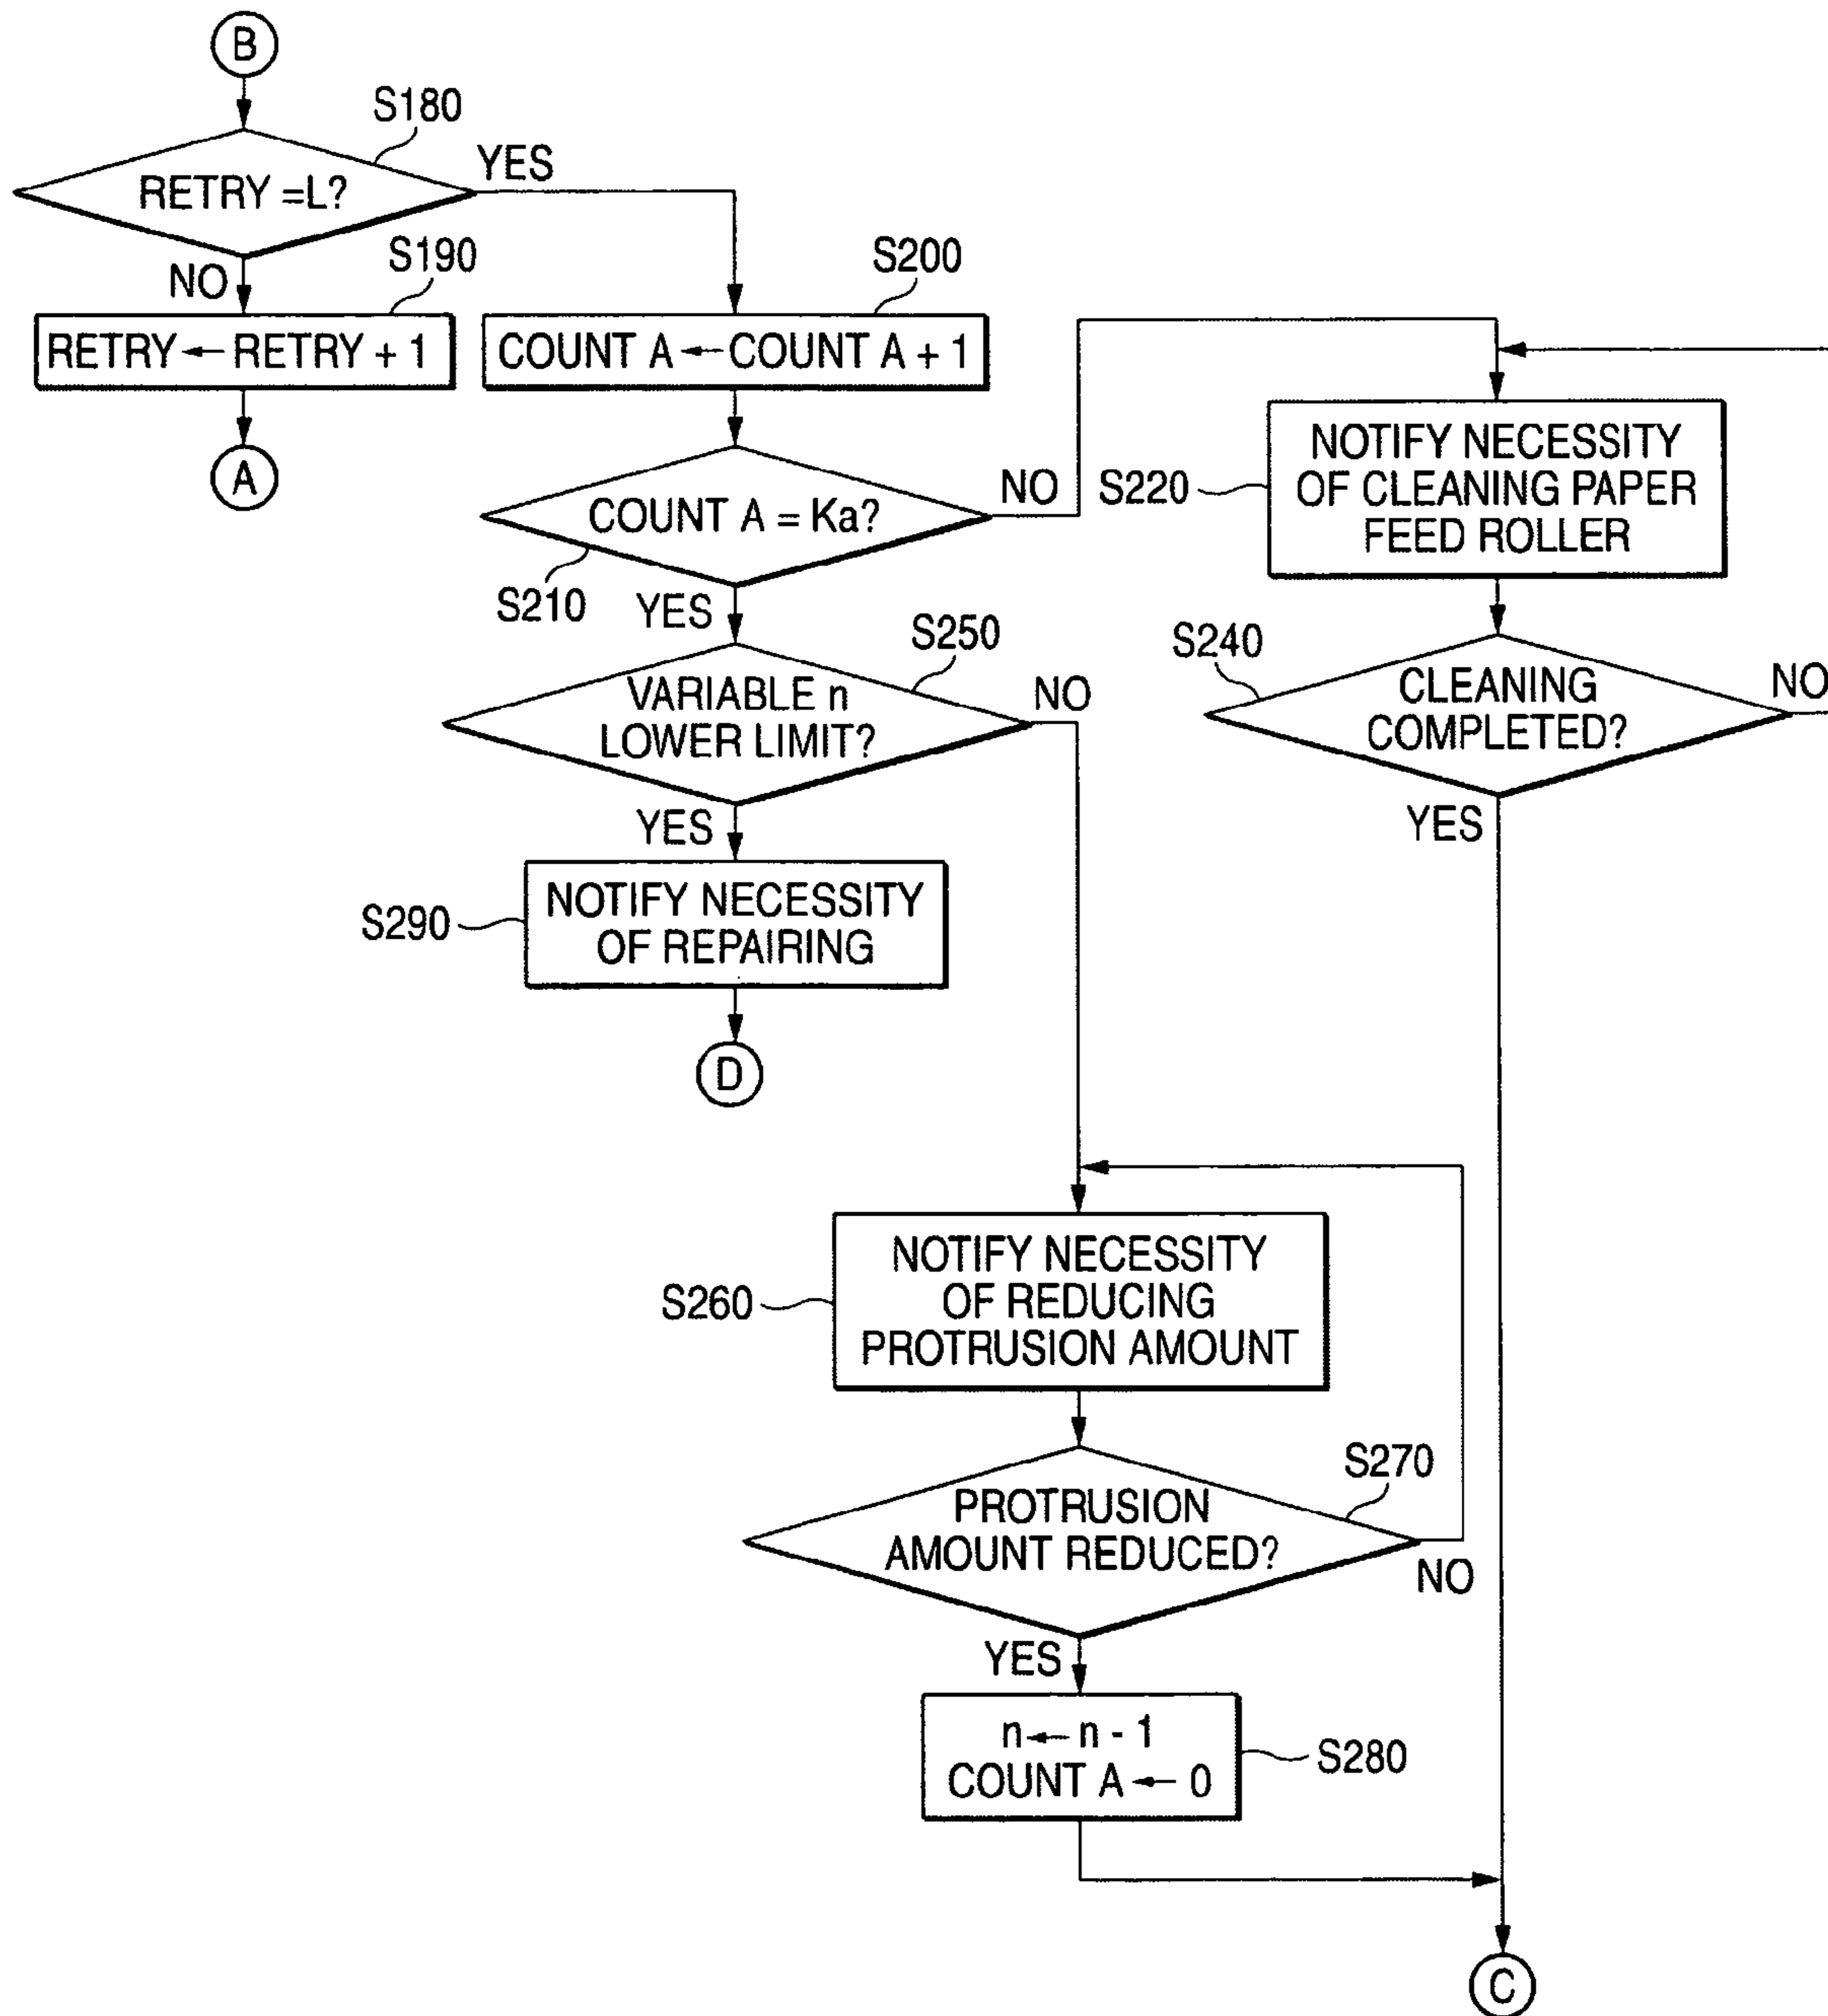 B
S180
RETRY =L?
YES
NO
S190
RETRY ← RETRY + 1
A
S200
COUNT A ← COUNT A + 1
COUNT A = Ka?
NO
S210
YES
S220
NOTIFY NECESSITY
OF CLEANING PAPER
FEED ROLLER
S240
CLEANING
COMPLETED?
NO
YES
S250
VARIABLE n
LOWER LIMIT?
NO
YES
S290
NOTIFY NECESSITY
OF REPAIRING
D
S260
NOTIFY NECESSITY
OF REDUCING
PROTRUSION AMOUNT
S270
PROTRUSION
AMOUNT REDUCED?
NO
YES
n ← n - 1
COUNT A ← 0
S280
C